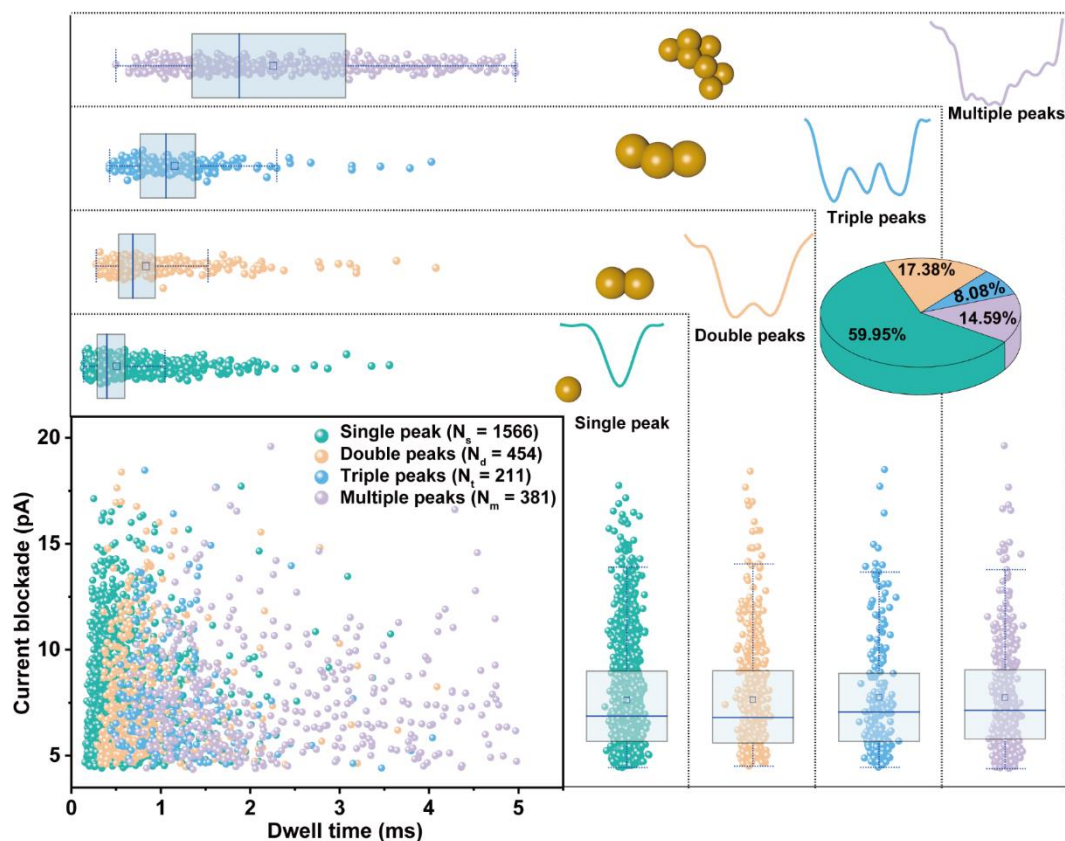 Multiple peaks
Triple peaks
17.38%
8.08%
14.59%
59.95%
Double peaks
Single peak
20
15
10
5
Current blockade (pA)
Single peak (Nₛ = 1566)
Double peaks (N_d = 454)
Triple peaks (Nₜ = 211)
Multiple peaks (Nₘ = 381)
0 1 2 3 4 5
Dwell time (ms)